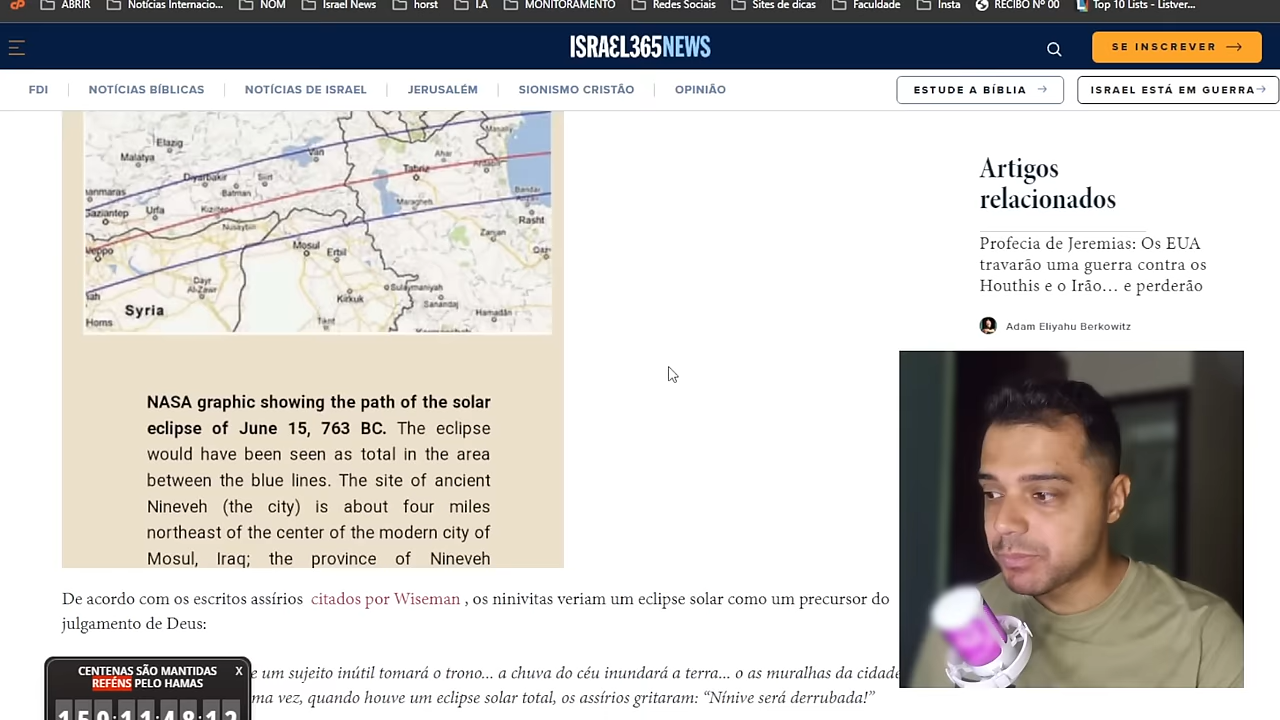 ABRIR Notícias Internacio... NOM Israel News horst I.A MONITORAMENTO Redes Sociais Sites de dicas Faculdade Insta RECIBO Nº 00 Top 10 Lists - Listver...
ISRAEL365NEWS
SE INSCREVER
FDI NOTÍCIAS BÍBLICAS NOTÍCIAS DE ISRAEL JERUSALÉM SIONISMO CRISTÃO OPINIÃO
ESTUDE A BÍBLIA ISRAEL ESTÁ EM GUERRA
Elazig
Malatya
Van
Diyarbakir Siirt
Batman
Tabriz
Ahar
Maragheh
Gaziantep Urfa
Nusaybin
Rasht
Zanjan
Mosul Erbil
Dayr
Al-Zawr
Kirkuk
Sulaymaniyah
Sanandaj
Hamadan
Syria
Homs
NASA graphic showing the path of the solar
eclipse of June 15, 763 BC. The eclipse
would have been seen as total in the area
between the blue lines. The site of ancient
Nineveh (the city) is about four miles
northeast of the center of the modern city of
Mosul, Iraq; the province of Nineveh
Artigos
relacionados
Profecia de Jeremias: Os EUA
travarão uma guerra contra os
Houthis e o Irão… e perderão
Adam Eliyahu Berkowitz
De acordo com os escritos assírios citados por Wiseman , os ninivitas veriam um eclipse solar como um precursor do
julgamento de Deus:
e um sujeito inútil tomará o trono... a chuva do céu inundará a terra... o as muralhas da cidade
ma vez, quando houve um eclipse solar total, os assírios gritaram: “Nínive será derrubada!”
CENTENAS SÃO MANTIDAS X
REFÉNS PELO HAMAS